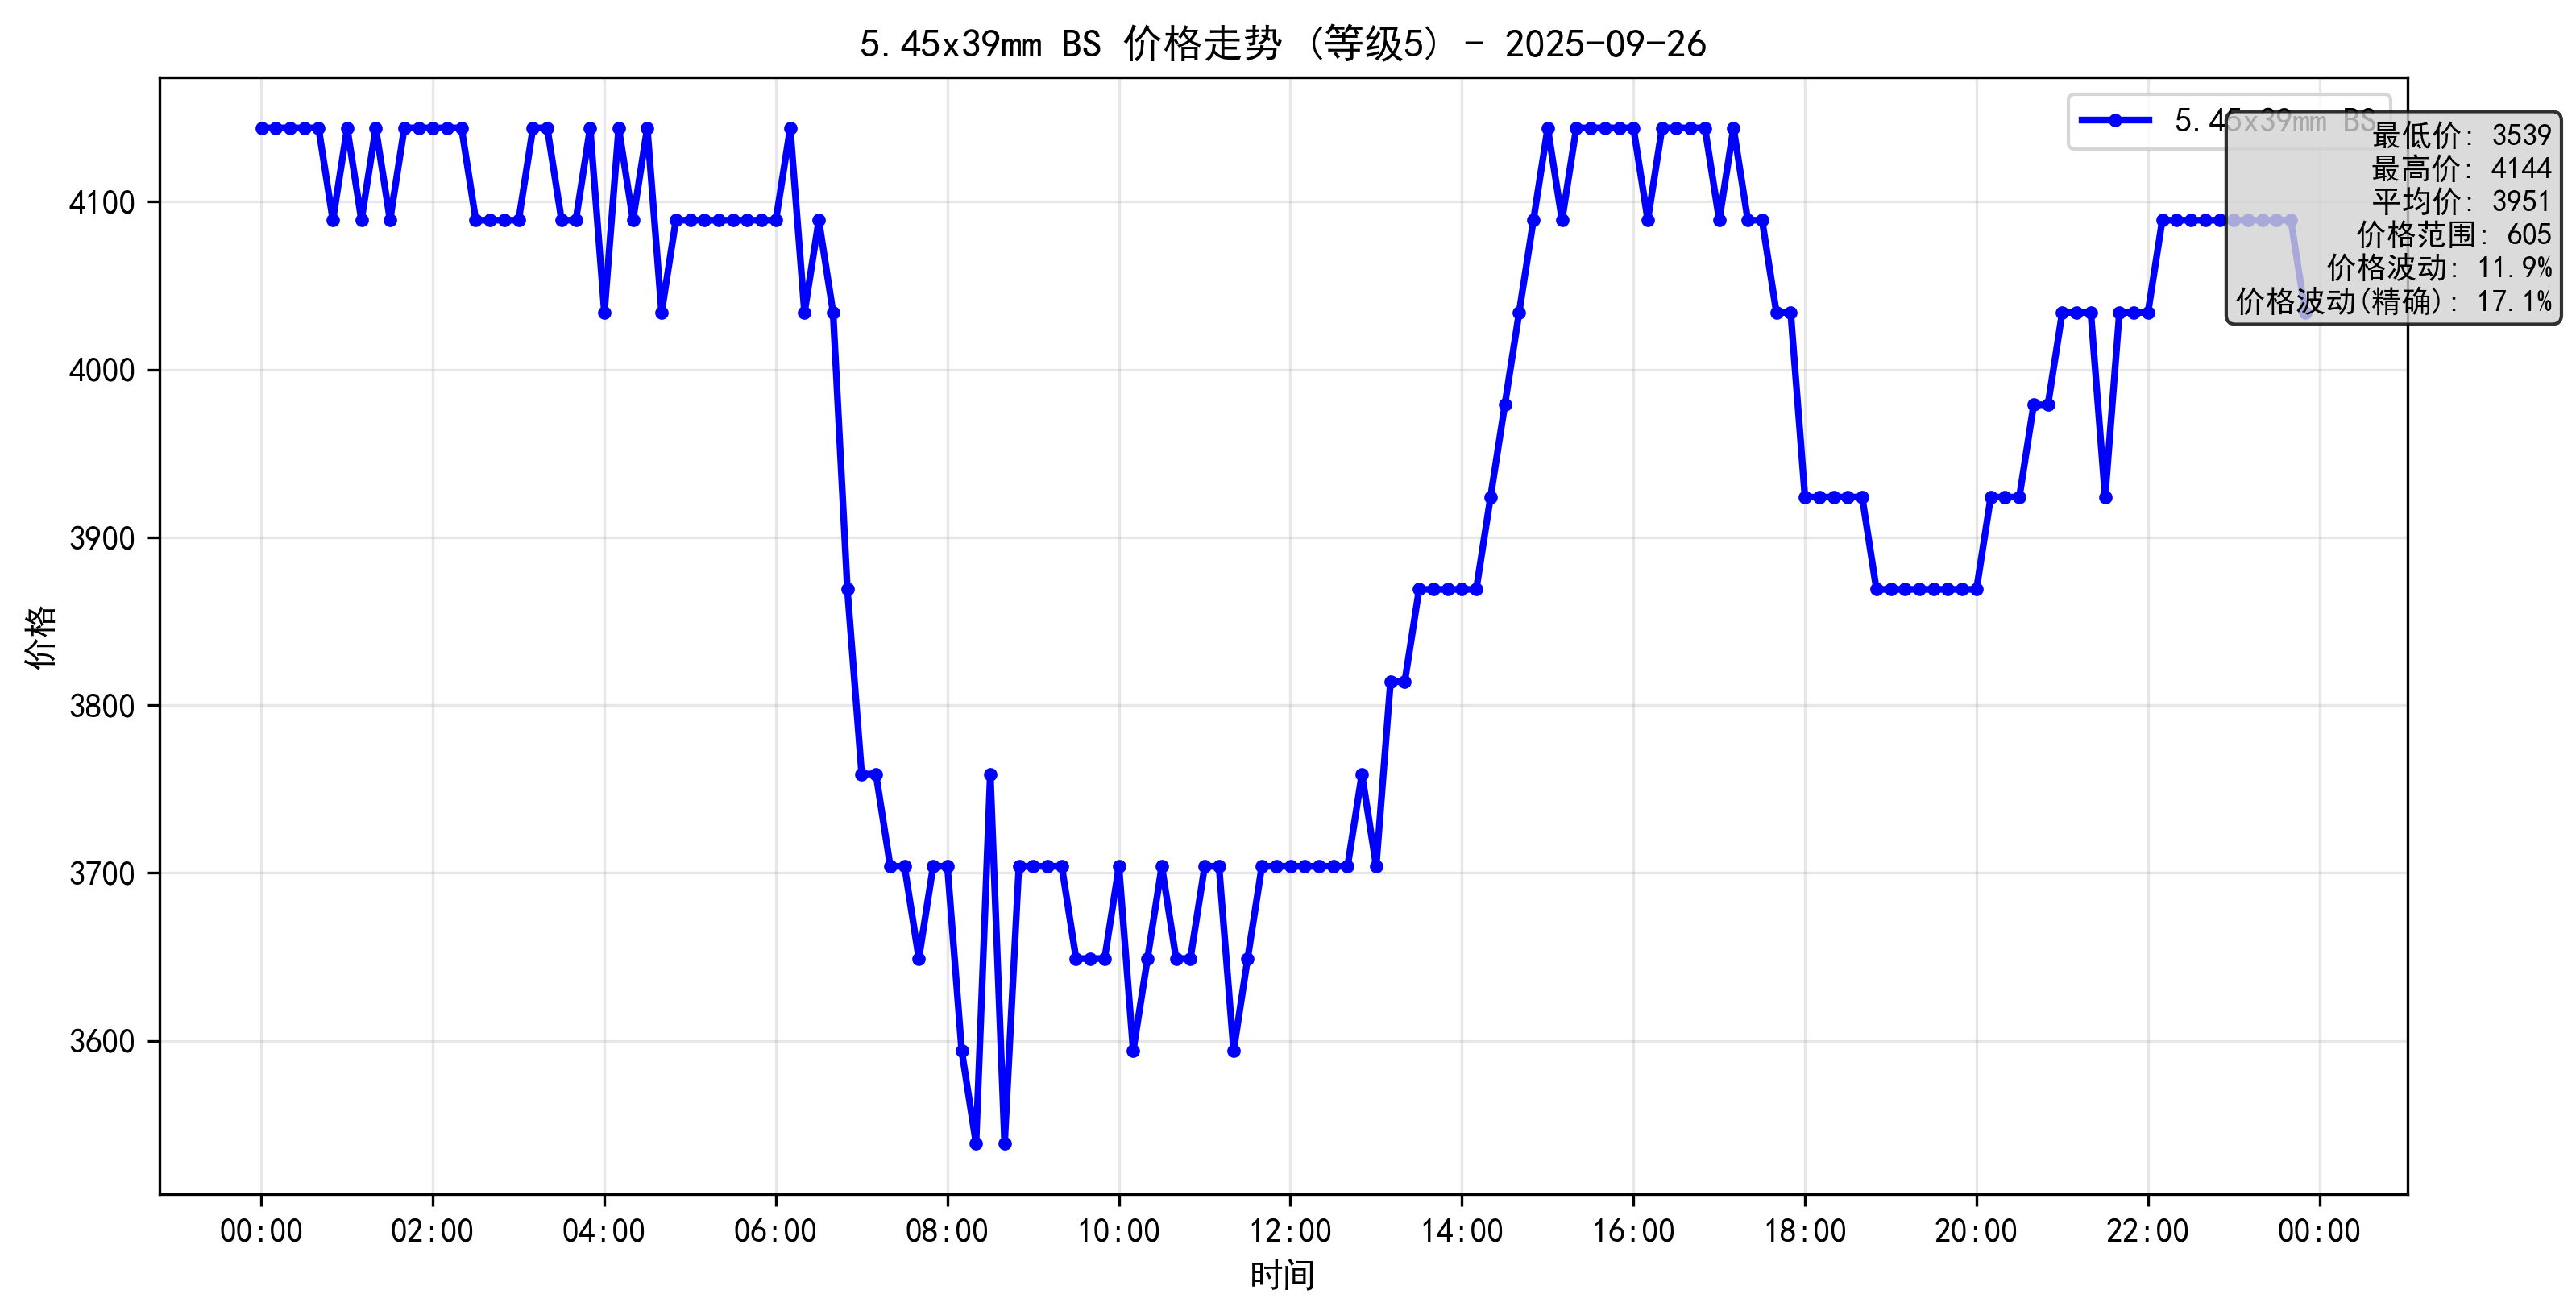 5.45x39mm BS 价格走势 (等级5) - 2025-09-26
5.45x39mm BS
最低价: 3539
最高价: 4144
平均价: 3951
价格范围: 605
价格波动: 11.9%
价格波动(精确): 17.1%
4100
4000
3900
3800
3700
3600
价格
00:00 02:00 04:00 06:00 08:00 10:00 12:00 14:00 16:00 18:00 20:00 22:00 00:00
时间